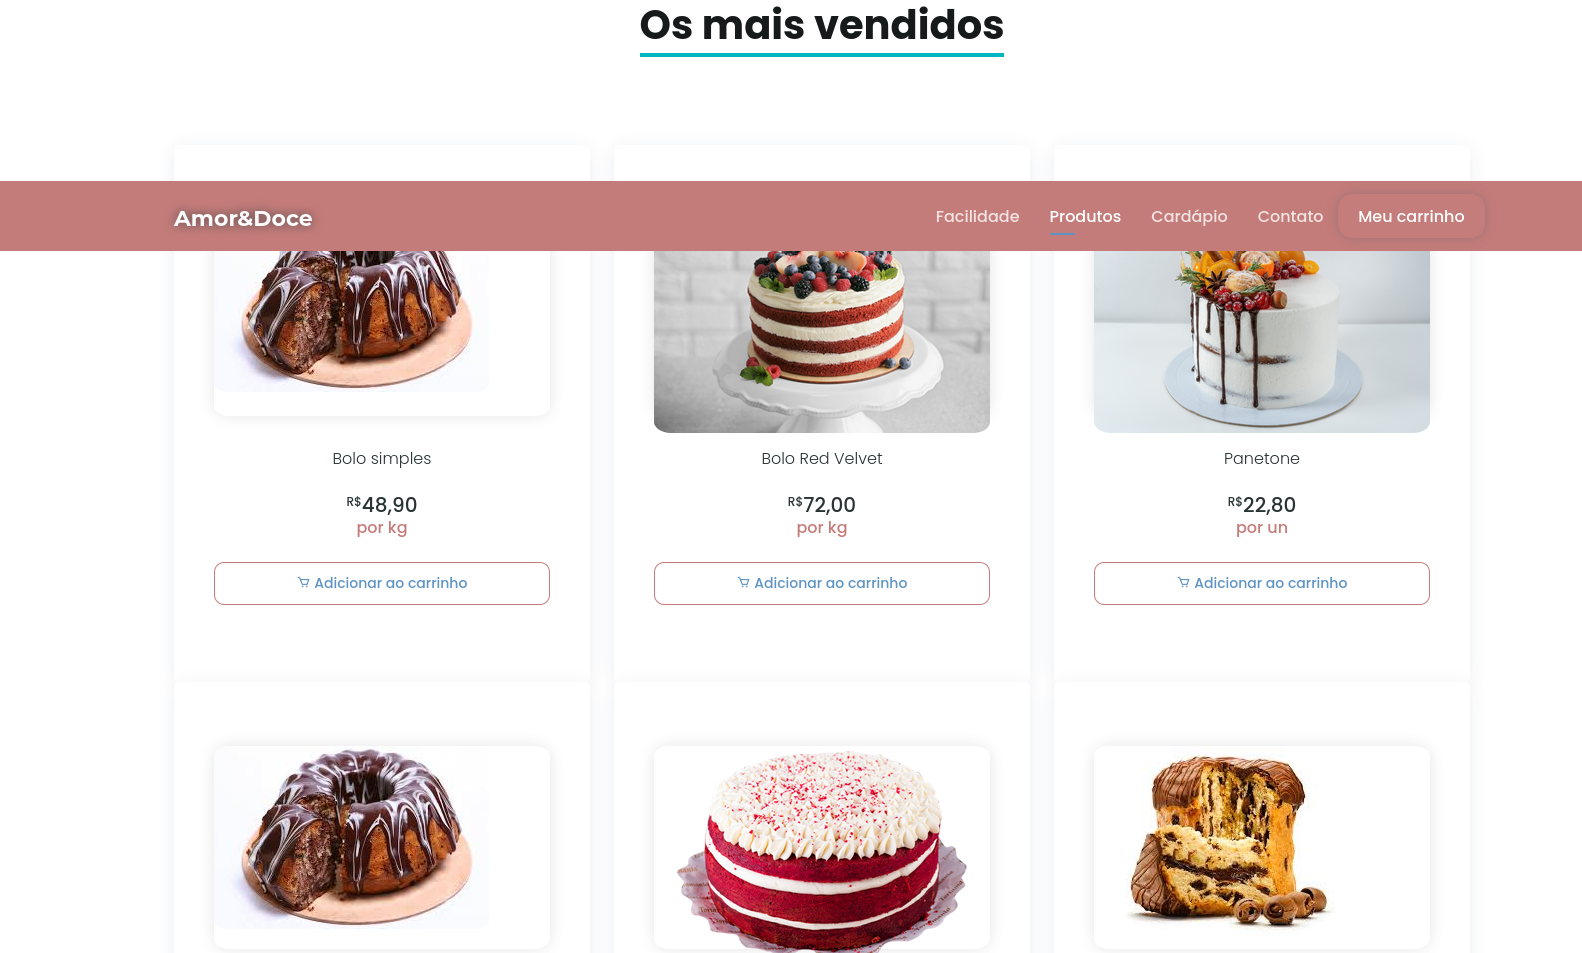 Os mais vendidos
Amor&Doce
Facilidade Produtos Cardápio Contato Meu carrinho
Bolo simples
R$48,90
por kg
Adicionar ao carrinho
Bolo Red Velvet
R$72,00
por kg
Adicionar ao carrinho
Panetone
R$22,80
por un
Adicionar ao carrinho